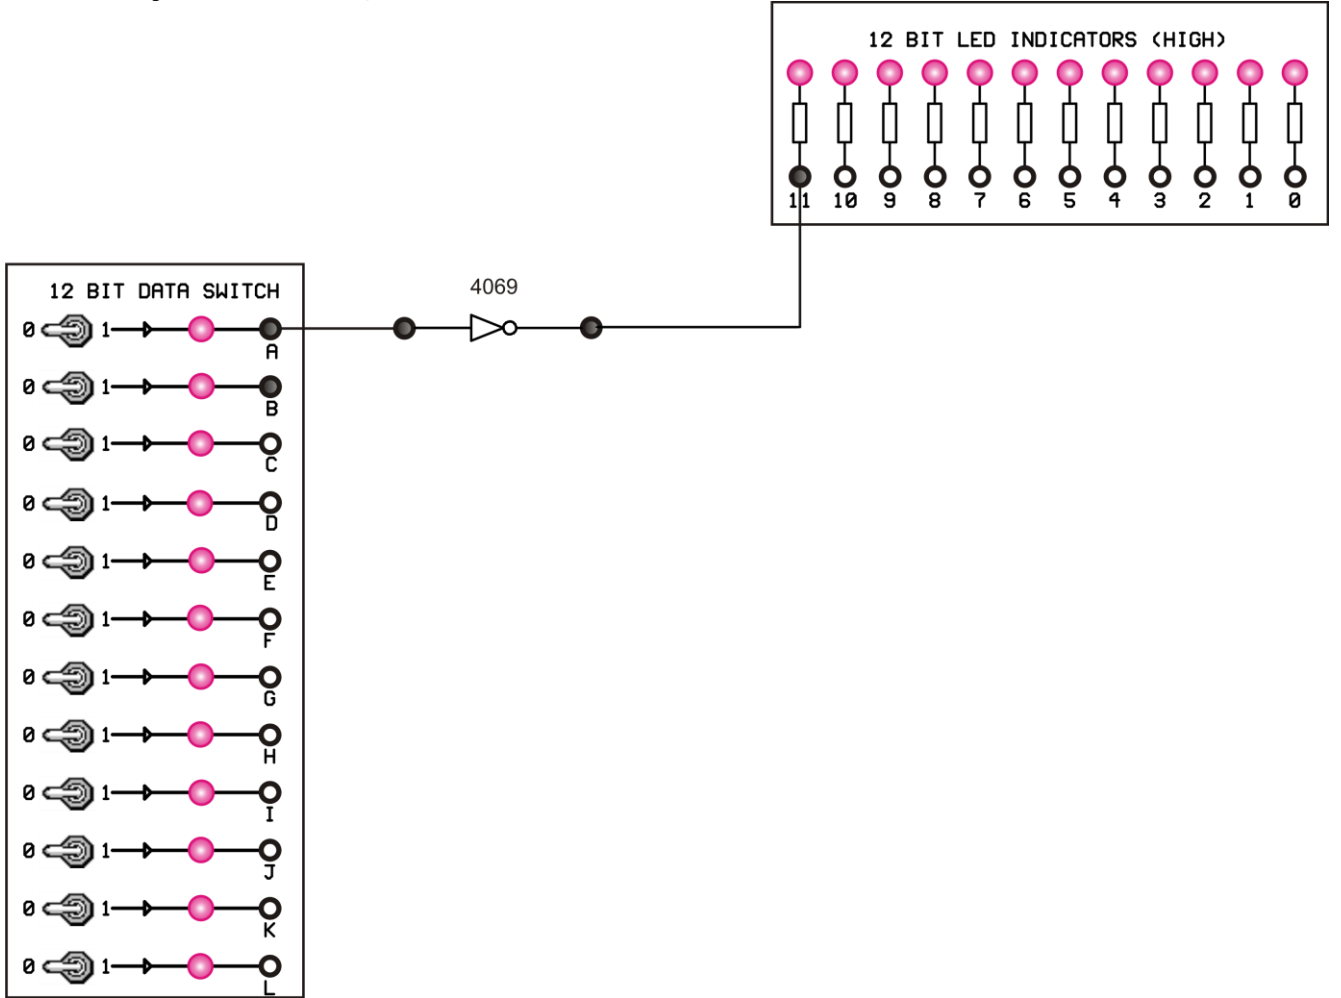 12 BIT LED INDICATORS (HIGH)
11 10 9 8 7 6 5 4 3 2 1 0
4069
12 BIT DATA SWITCH
0 1 A
0 1 B
0 1 C
0 1 D
0 1 E
0 1 F
0 1 G
0 1 H
0 1 I
0 1 J
0 1 K
0 1 L